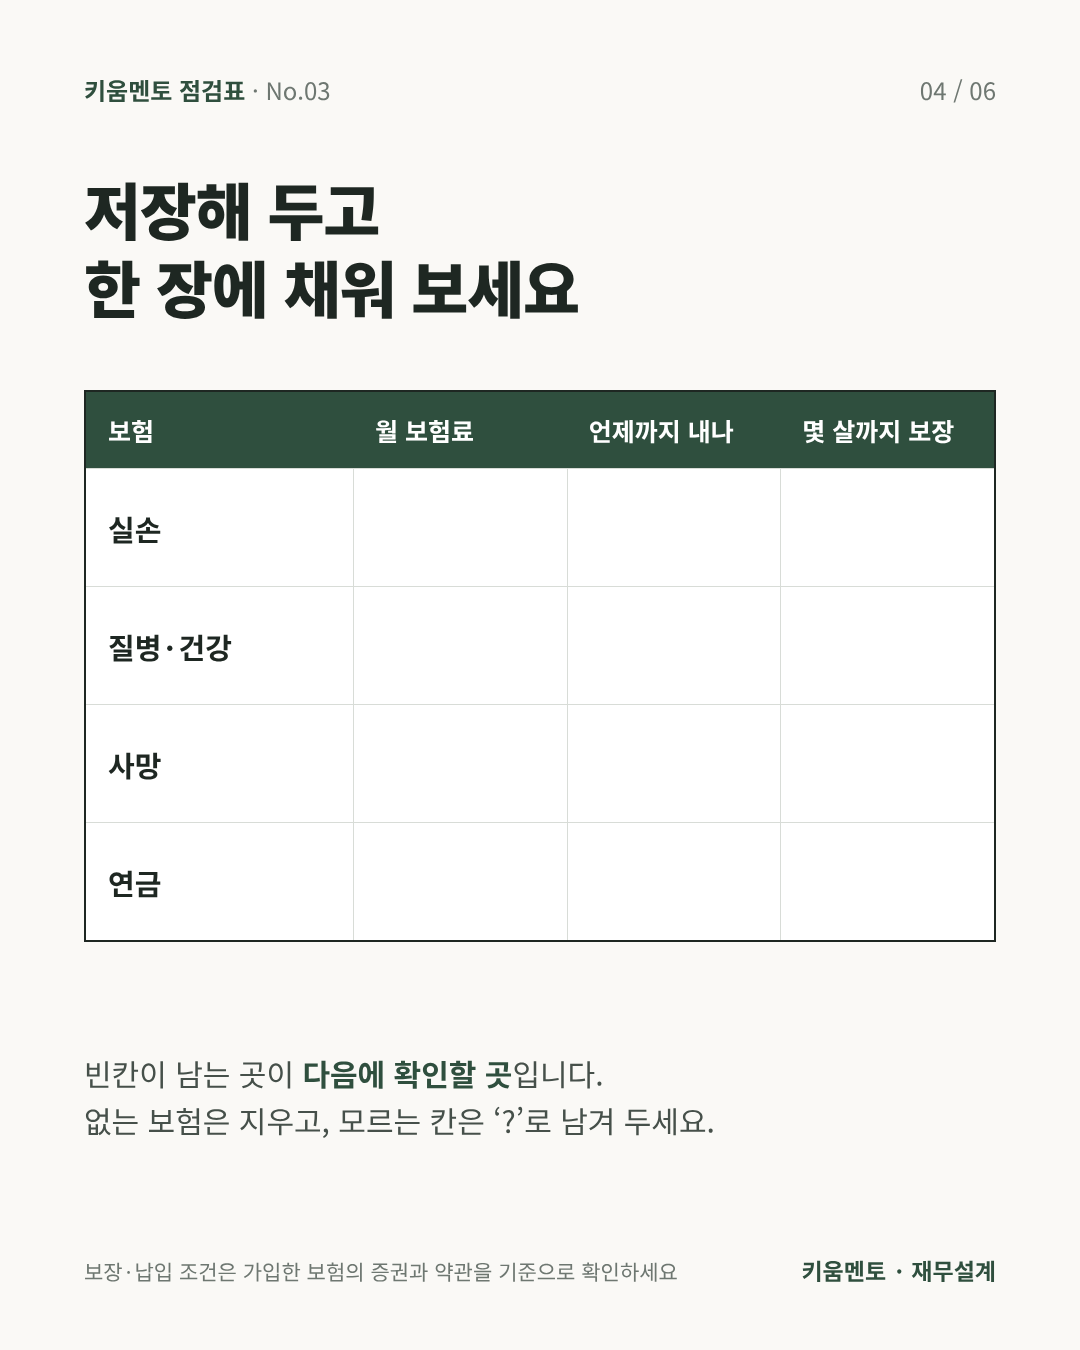 키움멘토 점검표 · No.03
04 / 06
저장해 두고
한 장에 채워 보세요
보험 월 보험료 언제까지 내나 몇 살까지 보장
실손
질병·건강
사망
연금
빈칸이 남는 곳이 다음에 확인할 곳입니다.
없는 보험은 지우고, 모르는 칸은 ‘?’로 남겨 두세요.
보장·납입 조건은 가입한 보험의 증권과 약관을 기준으로 확인하세요
키움멘토 · 재무설계